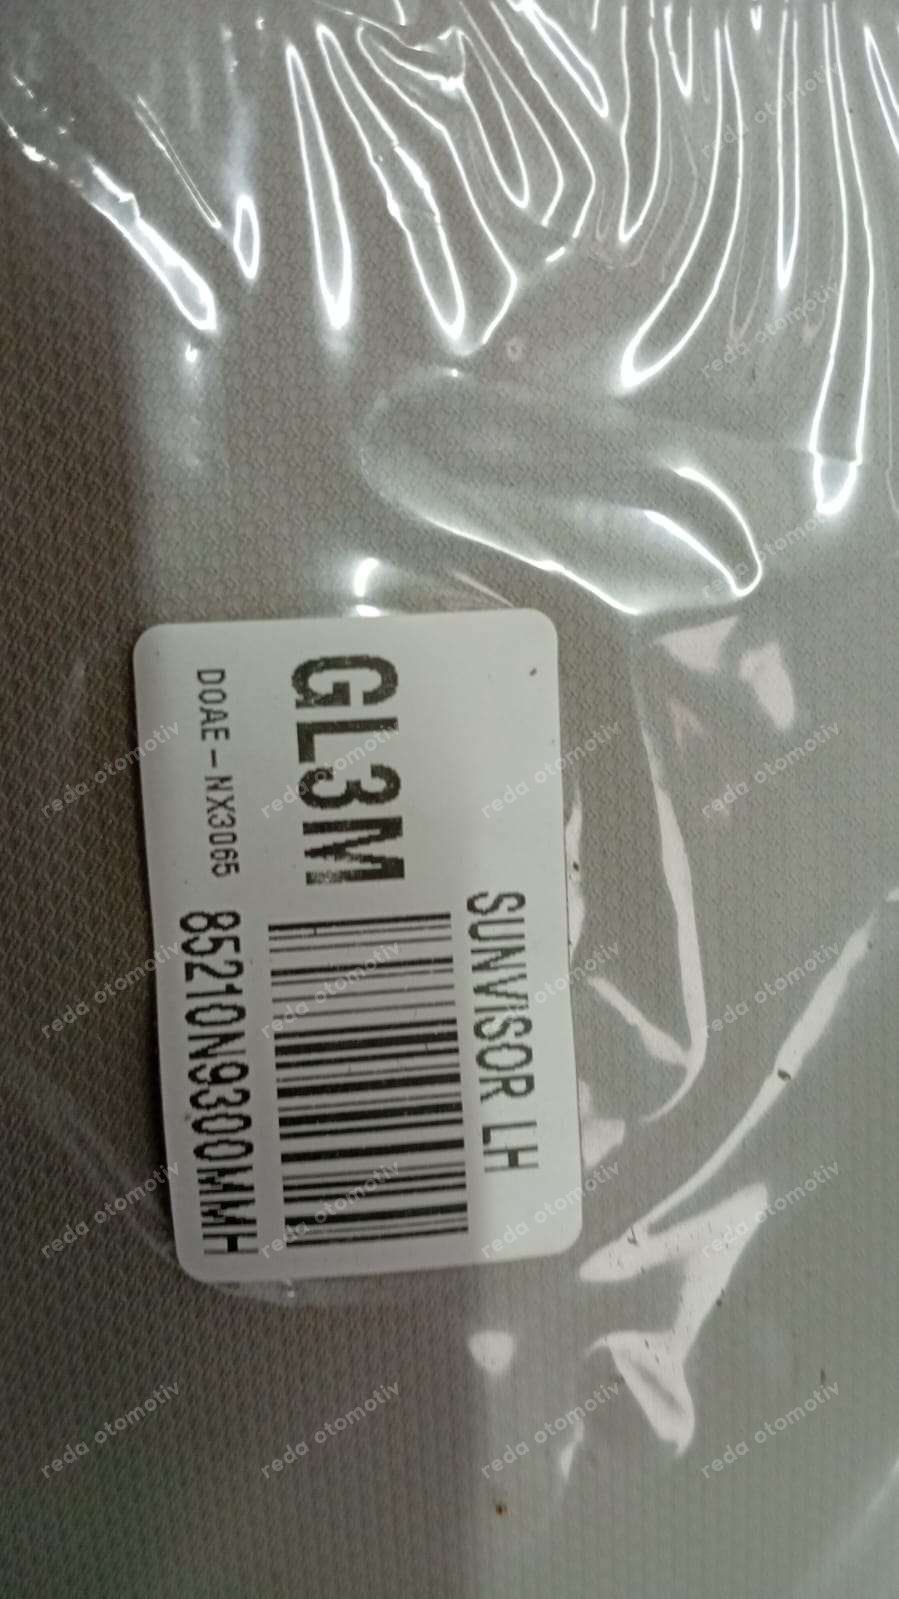 SUNVISOR LH
GL3M
DOAE-NX3065 85210N9300MMH
reda otomotiv